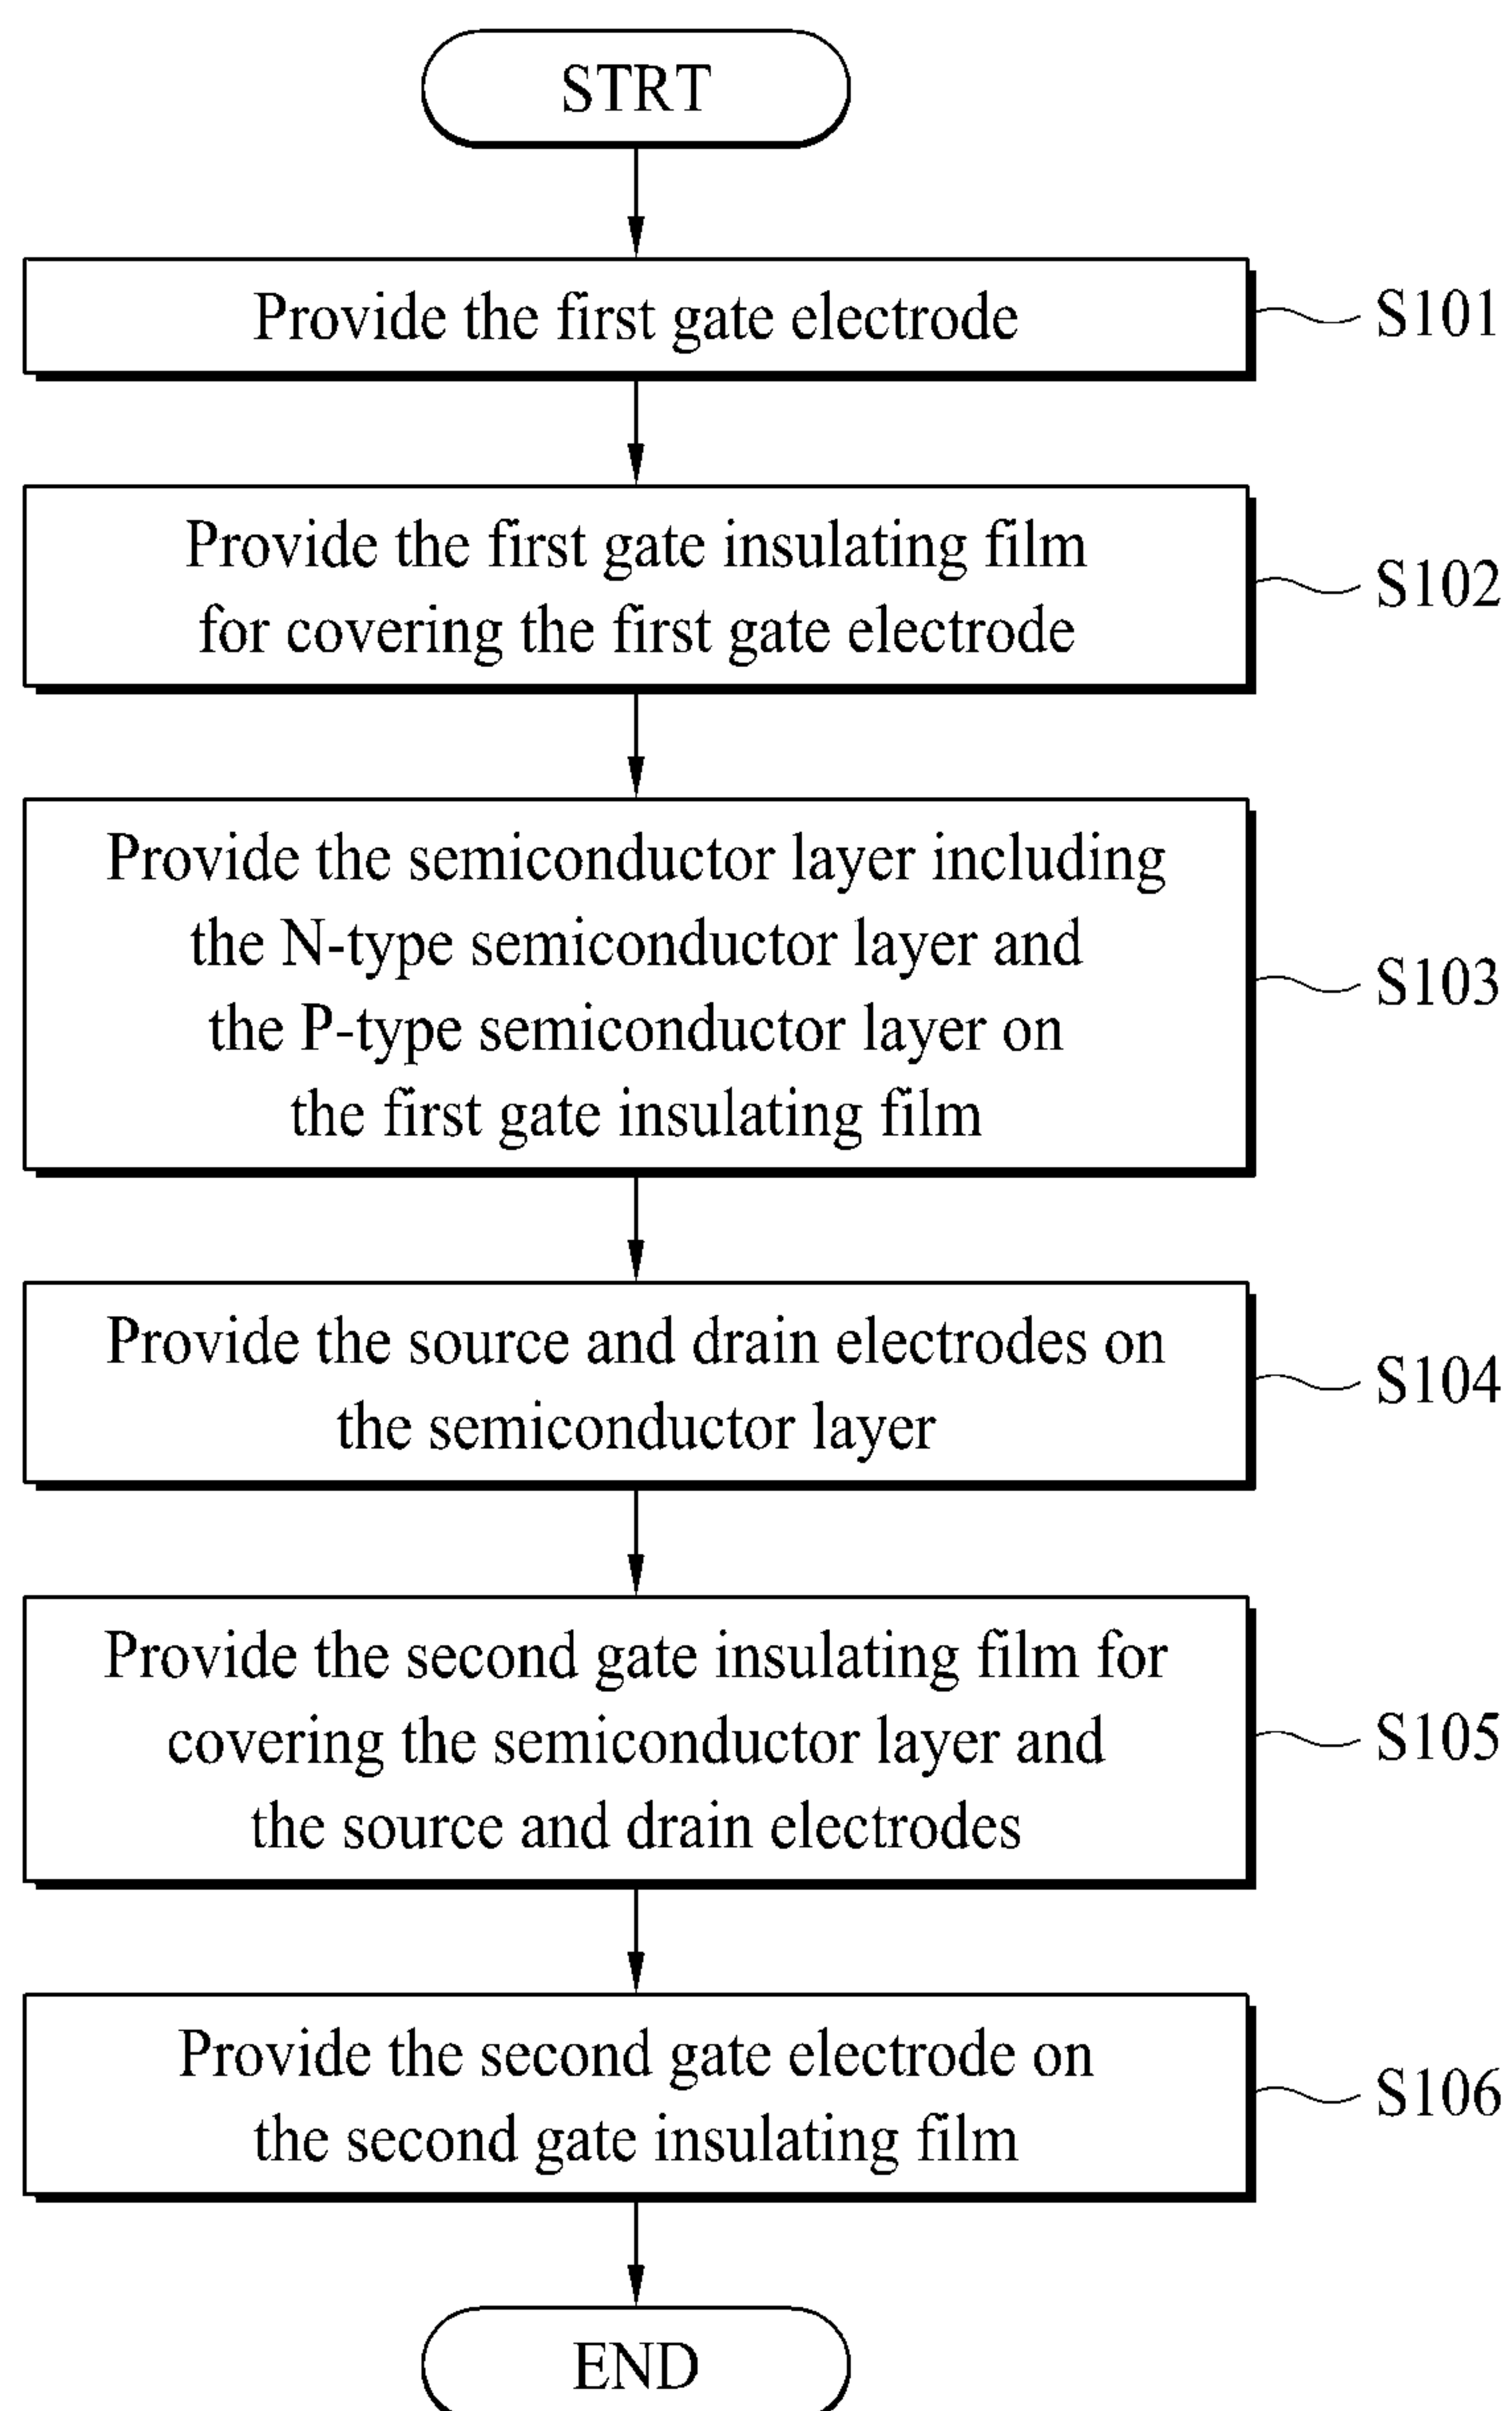 STRT
Provide the first gate electrode
S101
Provide the first gate insulating film
for covering the first gate electrode
S102
Provide the semiconductor layer including
the N-type semiconductor layer and
the P-type semiconductor layer on
the first gate insulating film
S103
Provide the source and drain electrodes on
the semiconductor layer
S104
Provide the second gate insulating film for
covering the semiconductor layer and
the source and drain electrodes
S105
Provide the second gate electrode on
the second gate insulating film
S106
END